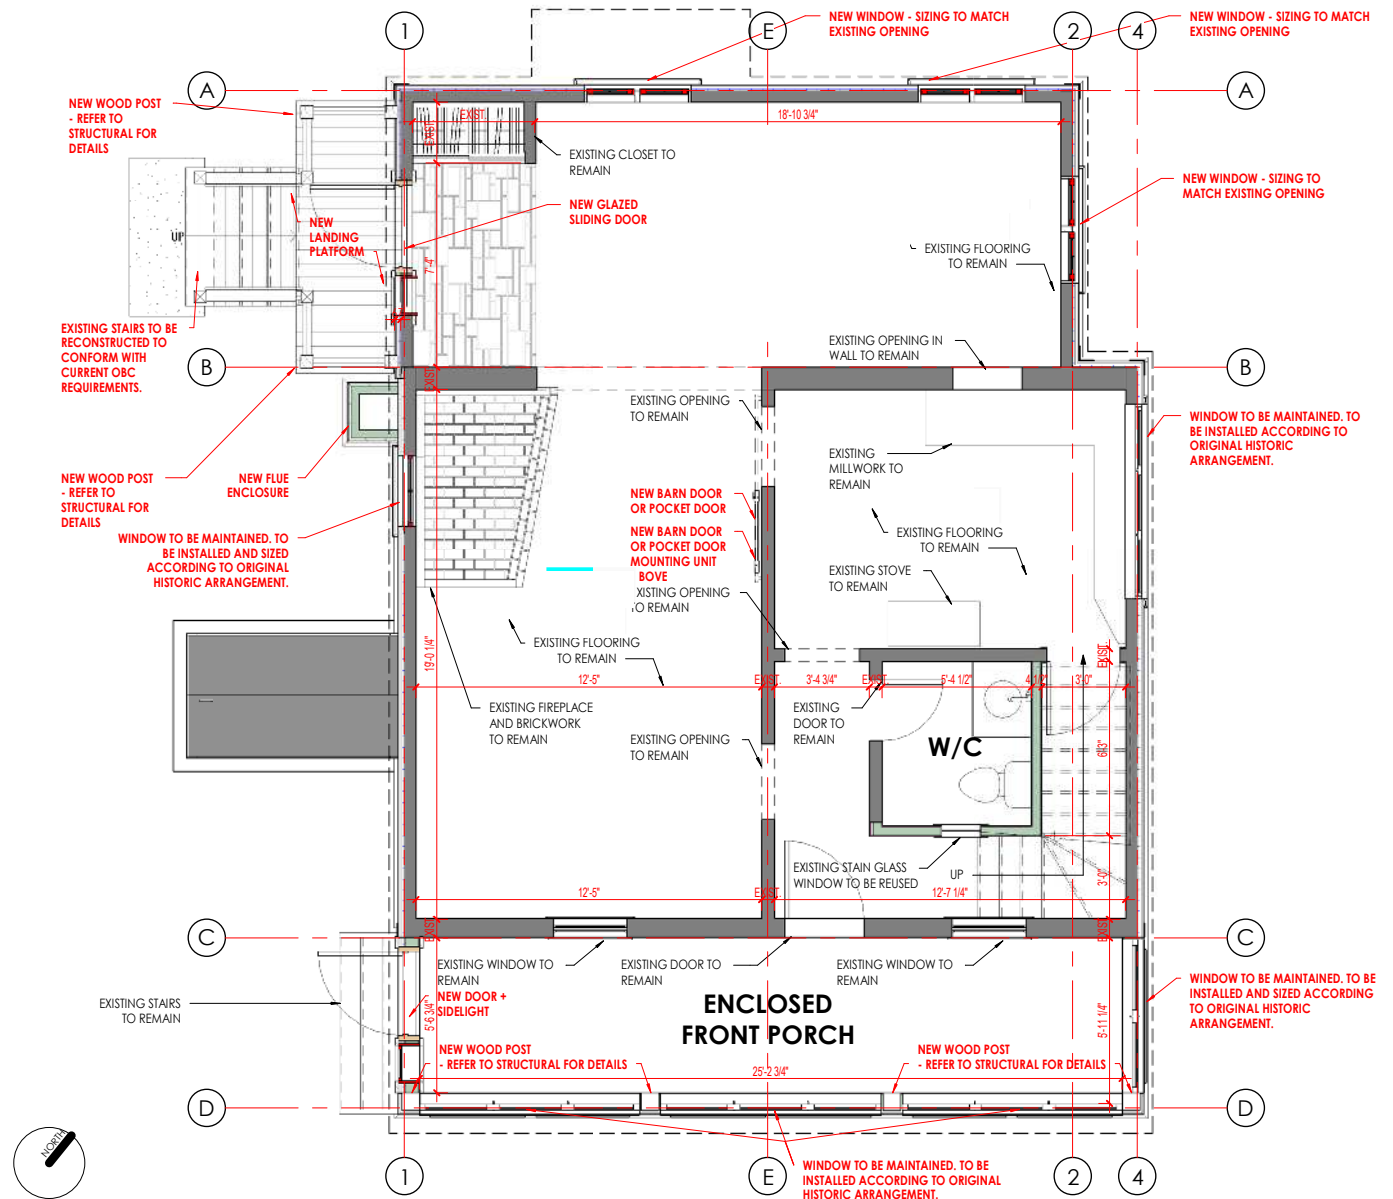 1
E
2
4
NEW WINDOW - SIZING TO MATCH
EXISTING OPENING
NEW WINDOW - SIZING TO MATCH
EXISTING OPENING
A
A
NEW WOOD POST
- REFER TO
STRUCTURAL FOR
DETAILS
EXIST.
18'-10 3/4"
EXIST.
EXISTING CLOSET TO
REMAIN
NEW WINDOW - SIZING TO
MATCH EXISTING OPENING
NEW GLAZED
SLIDING DOOR
NEW
LANDING
PLATFORM
UP
7'-4"
EXISTING FLOORING
TO REMAIN
EXISTING STAIRS TO BE
RECONSTRUCTED TO
CONFORM WITH
CURRENT OBC
REQUIREMENTS.
EXISTING OPENING IN
WALL TO REMAIN
B
B
EXIST.
EXISTING OPENING
TO REMAIN
WINDOW TO BE MAINTAINED. TO
BE INSTALLED ACCORDING TO
ORIGINAL HISTORIC
ARRANGEMENT.
EXISTING
MILLWORK TO
REMAIN
NEW WOOD POST
- REFER TO
STRUCTURAL FOR
DETAILS
NEW FLUE
ENCLOSURE
NEW BARN DOOR
OR POCKET DOOR
NEW BARN DOOR
OR POCKET DOOR
MOUNTING UNIT
BOVE
EXISTING FLOORING
TO REMAIN
WINDOW TO BE MAINTAINED. TO
BE INSTALLED AND SIZED
ACCORDING TO ORIGINAL
HISTORIC ARRANGEMENT.
EXISTING STOVE
TO REMAIN
XISTING OPENING
TO REMAIN
EXISTING FLOORING
TO REMAIN
19'-0 1/4"
EXIST.
12'-5"
EXIST.
3'-4 3/4"
EXIST.
5'-4 1/2"
4 1/2"
3'-0"
EXISTING FIREPLACE
AND BRICKWORK
TO REMAIN
EXISTING
DOOR TO
REMAIN
EXISTING OPENING
TO REMAIN
W/C
6'-3"
EXISTING STAIN GLASS
WINDOW TO BE REUSED
UP
3'-0"
12'-5"
EXIST.
12'-7 1/4"
EXIST.
EXIST.
C
C
EXISTING WINDOW TO
REMAIN
EXISTING DOOR TO
REMAIN
EXISTING WINDOW TO
REMAIN
WINDOW TO BE MAINTAINED. TO BE
INSTALLED AND SIZED ACCORDING
TO ORIGINAL HISTORIC
ARRANGEMENT.
EXISTING STAIRS
TO REMAIN
NEW DOOR +
SIDELIGHT
5'-6 3/4"
ENCLOSED
FRONT PORCH
5'-11 1/4"
NEW WOOD POST
- REFER TO STRUCTURAL FOR DETAILS
NEW WOOD POST
- REFER TO STRUCTURAL FOR DETAILS
25'-2 3/4"
D
D
NORTH
WINDOW TO BE MAINTAINED. TO BE
INSTALLED ACCORDING TO ORIGINAL
HISTORIC ARRANGEMENT.
1
E
2
4